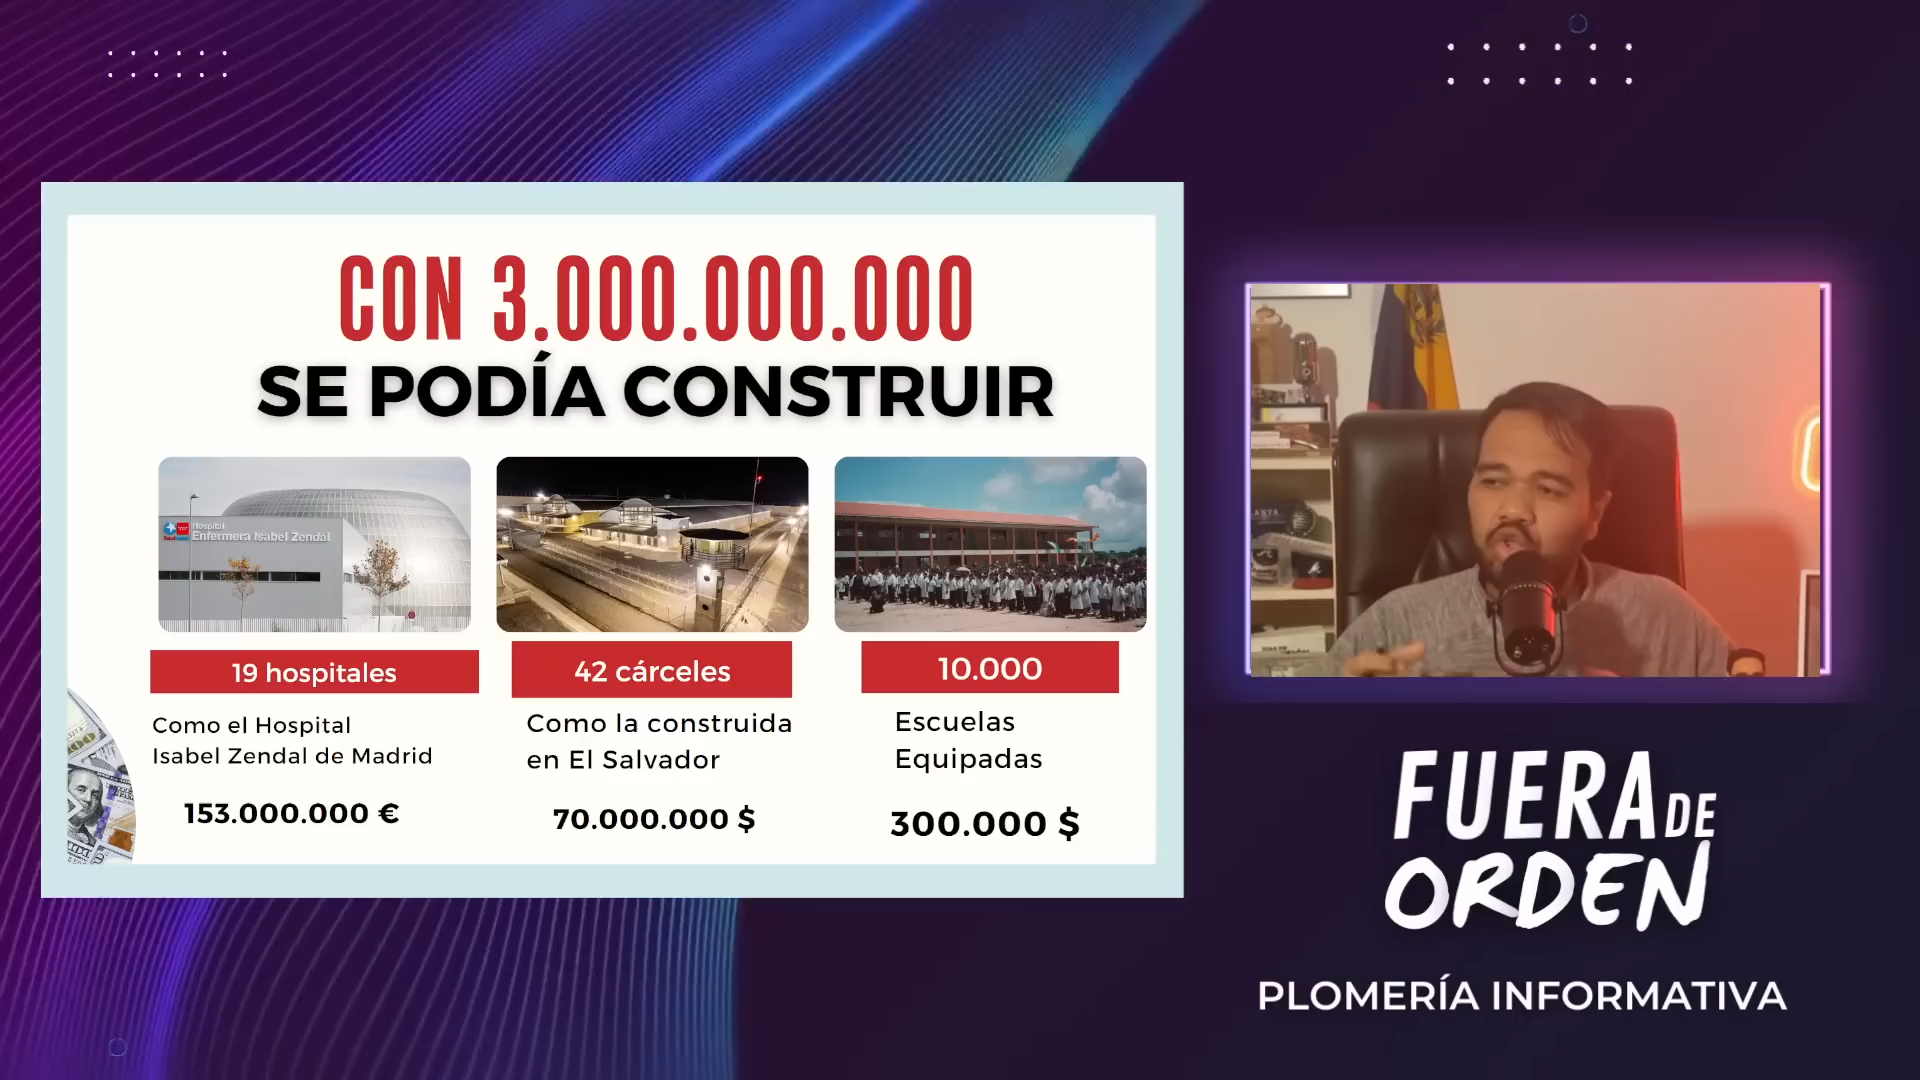 CON 3.000.000.000
SE PODÍA CONSTRUIR
Hospital
Enfermera Isabel Zendal
19 hospitales
Como el Hospital
Isabel Zendal de Madrid
153.000.000 €
42 cárceles
Como la construida
en El Salvador
70.000.000 $
10.000
Escuelas
Equipadas
300.000 $
FUERA DE
ORDEN
PLOMERÍA INFORMATIVA